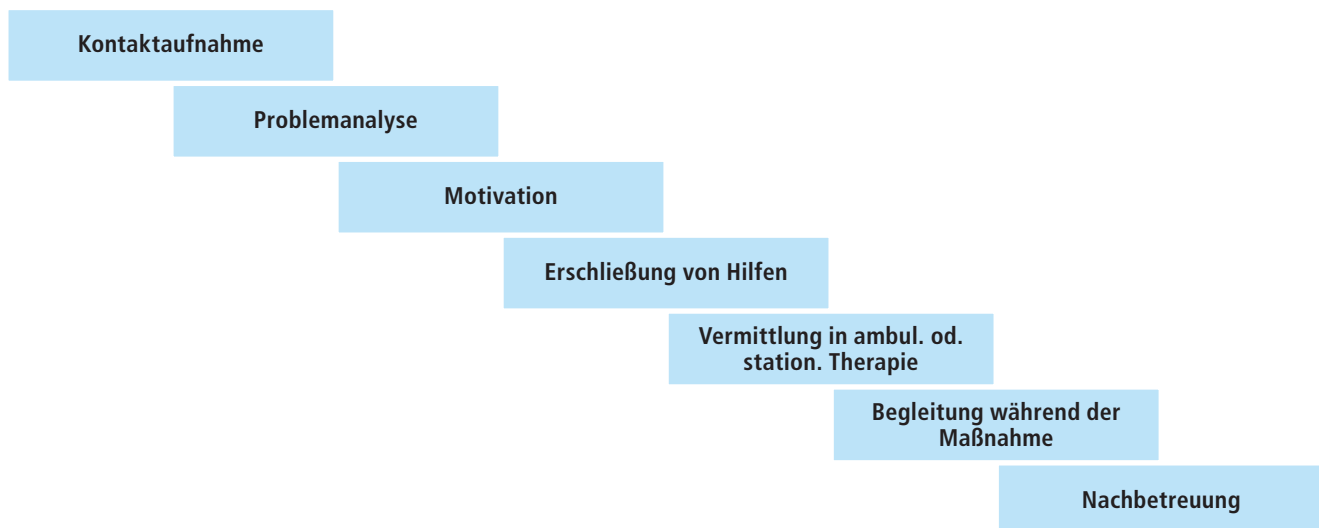 Kontaktaufnahme
Problemanalyse
Motivation
Erschließung von Hilfen
Vermittlung in ambul. od.
station. Therapie
Begleitung während der
Maßnahme
Nachbetreuung